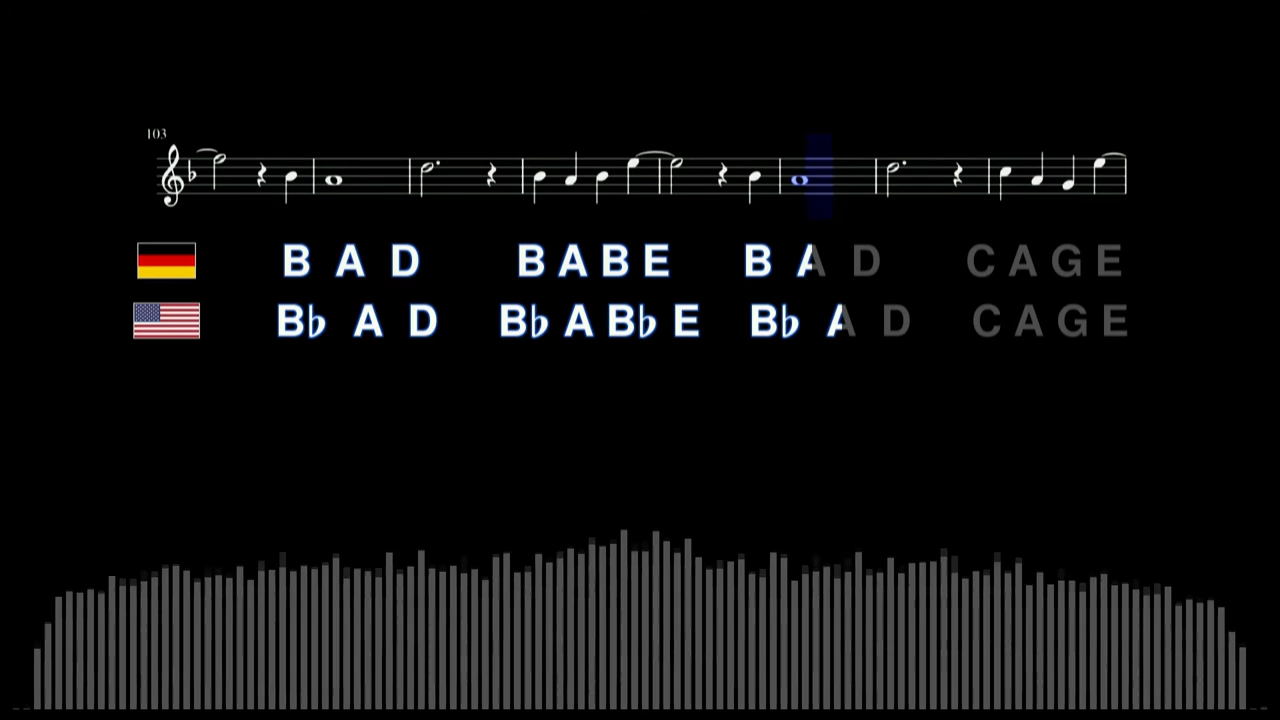 103
B A D B A B E B A D C A G E
B♭ A D B♭ A B♭ E B♭ A D C A G E